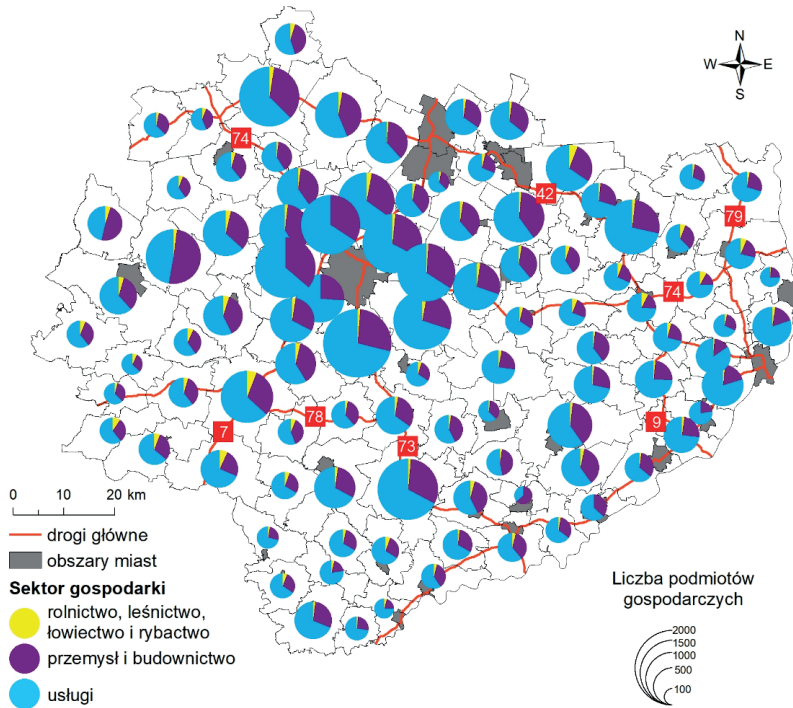 N
W E
S
74
42
79
74
7
78
73
9
0 10 20 km
drogi główne
obszary miast
Sektor gospodarki
rolnictwo, leśnictwo,
łowiectwo i rybactwo
przemysł i budownictwo
usługi
Liczba podmiotów
gospodarczych
2000
1500
1000
500
100